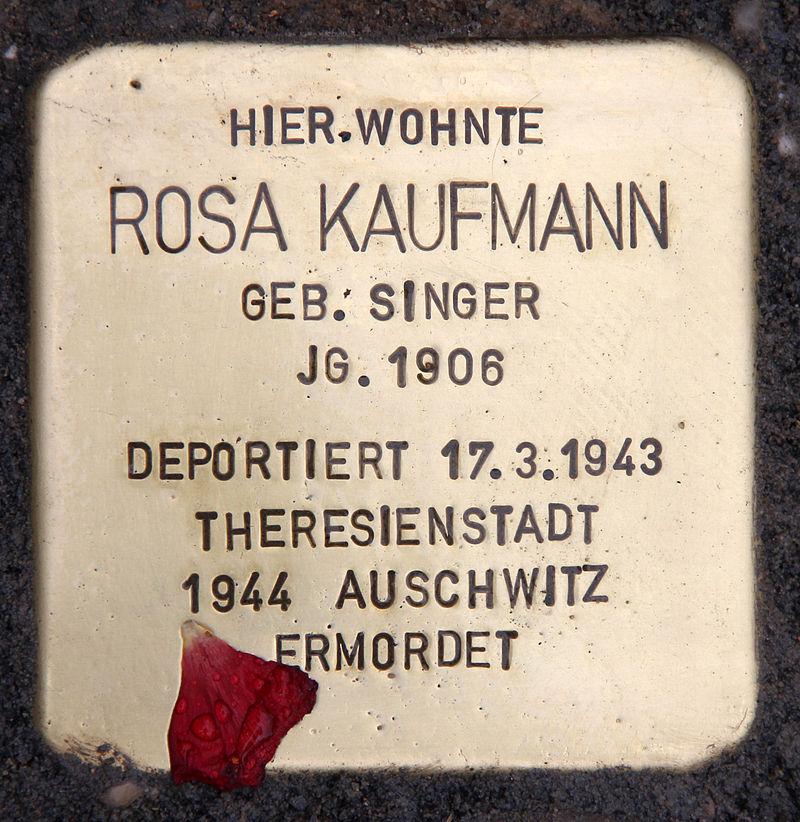 HIER WOHNTE
ROSA KAUFMANN
GEB. SINGER
JG. 1906
DEPORTIERT 17.3.1943
THERESIENSTADT
1944 AUSCHWITZ
ERMORDET